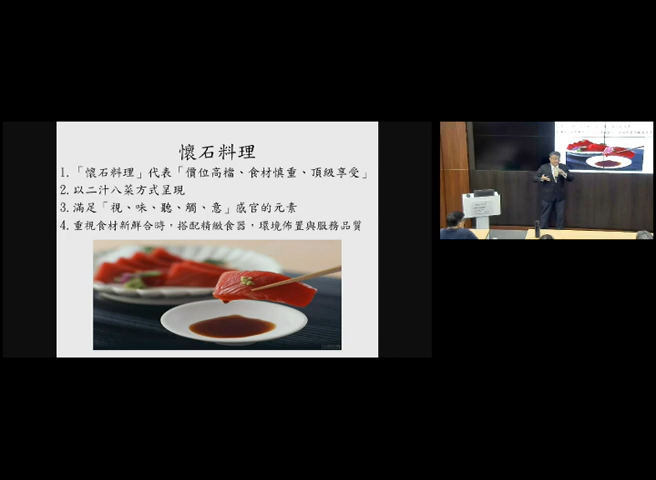 懷石料理
1.「懷石料理」代表「價位高檔、食材慎重、頂級享受」
2.以二汁八菜方式呈現
3.滿足「視、味、聽、觸、意」感官的元素
4.重視食材新鮮合時，搭配精緻食器，環境佈置與服務品質